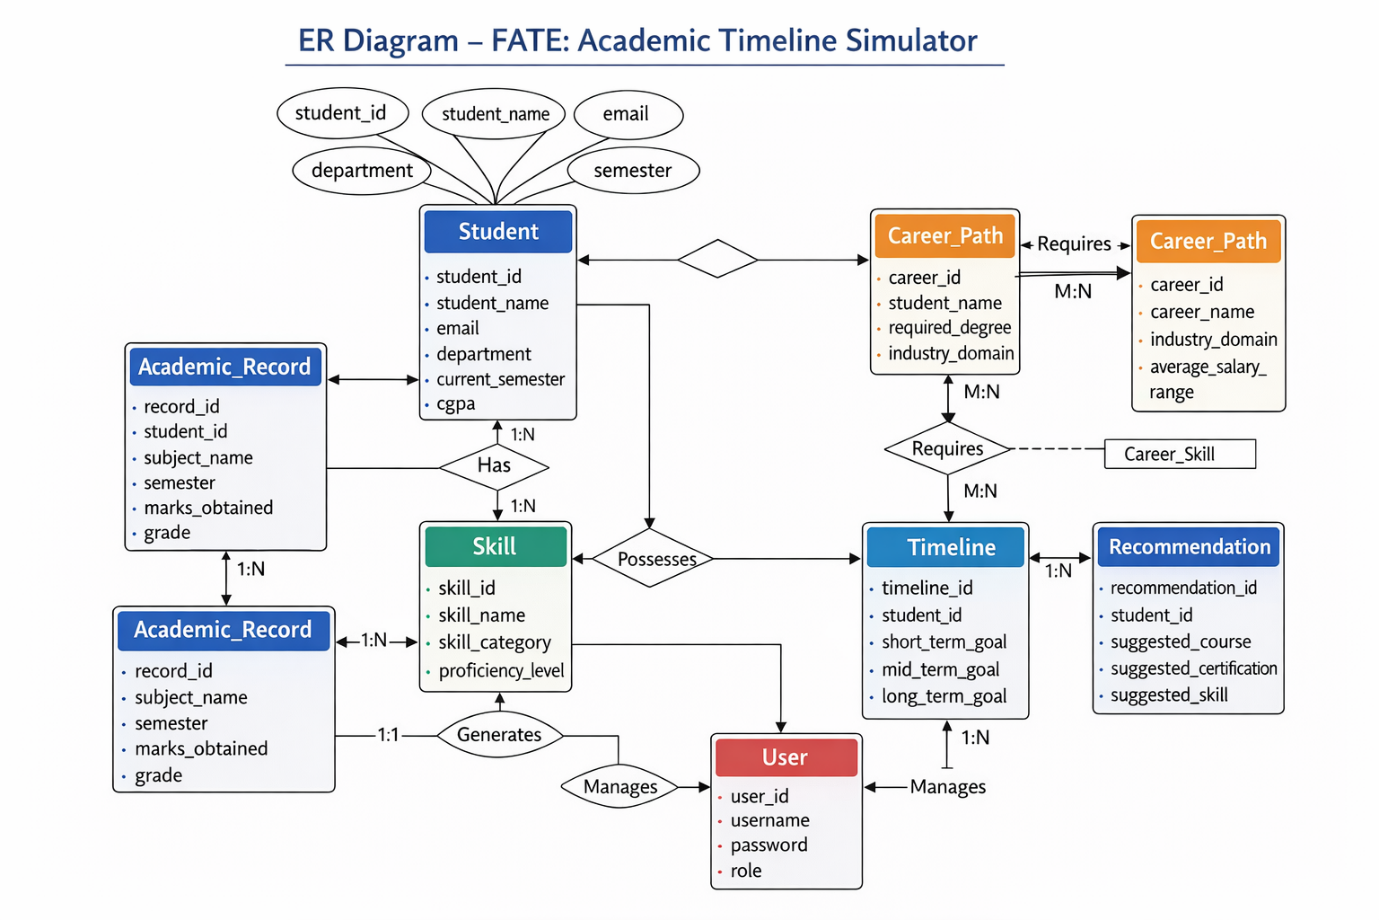 ER Diagram – FATE: Academic Timeline Simulator
student_id
student_name
email
department
semester
Student
• student_id
• student_name
• email
• department
• current_semester
• cgpa
Career_Path
• career_id
• student_name
• required_degree
• industry_domain
Requires
M:N
Career_Path
• career_id
• career_name
• industry_domain
• average_salary_
range
Academic_Record
• record_id
• student_id
• subject_name
• semester
• marks_obtained
• grade
1:N
Has
1:N
M:N
Requires
Career_Skill
M:N
Skill
• skill_id
• skill_name
• skill_category
• proficiency_level
Possesses
Timeline
• timeline_id
• student_id
• short_term_goal
• mid_term_goal
• long_term_goal
1:N
Recommendation
• recommendation_id
• student_id
• suggested_course
• suggested_certification
• suggested_skill
1:N
Academic_Record
• record_id
• subject_name
• semester
• marks_obtained
• grade
1:N
1:1
Generates
Manages
User
• user_id
• username
• password
• role
1:N
Manages